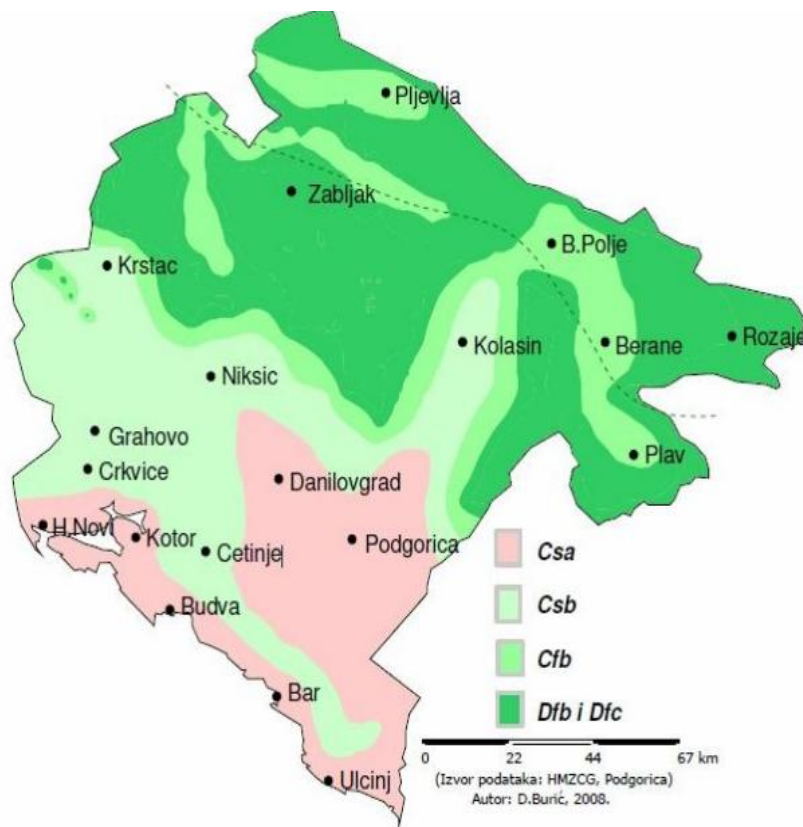 Pljevlja
Zabljak
B.Polje
Krstac
Kolasin
Berane
Rozaje
Niksic
Grahovo
Plav
Crkvice
Danilovgrad
H.Novi
Kotor
Cetinje
Podgorica
Budva
Bar
Ulcinj
Csa
Csb
Cfb
Dfb i Dfc
0 22 44 67 km
(Izvor podataka: HMZCG, Podgorica)
Autor: D.Burić, 2008.